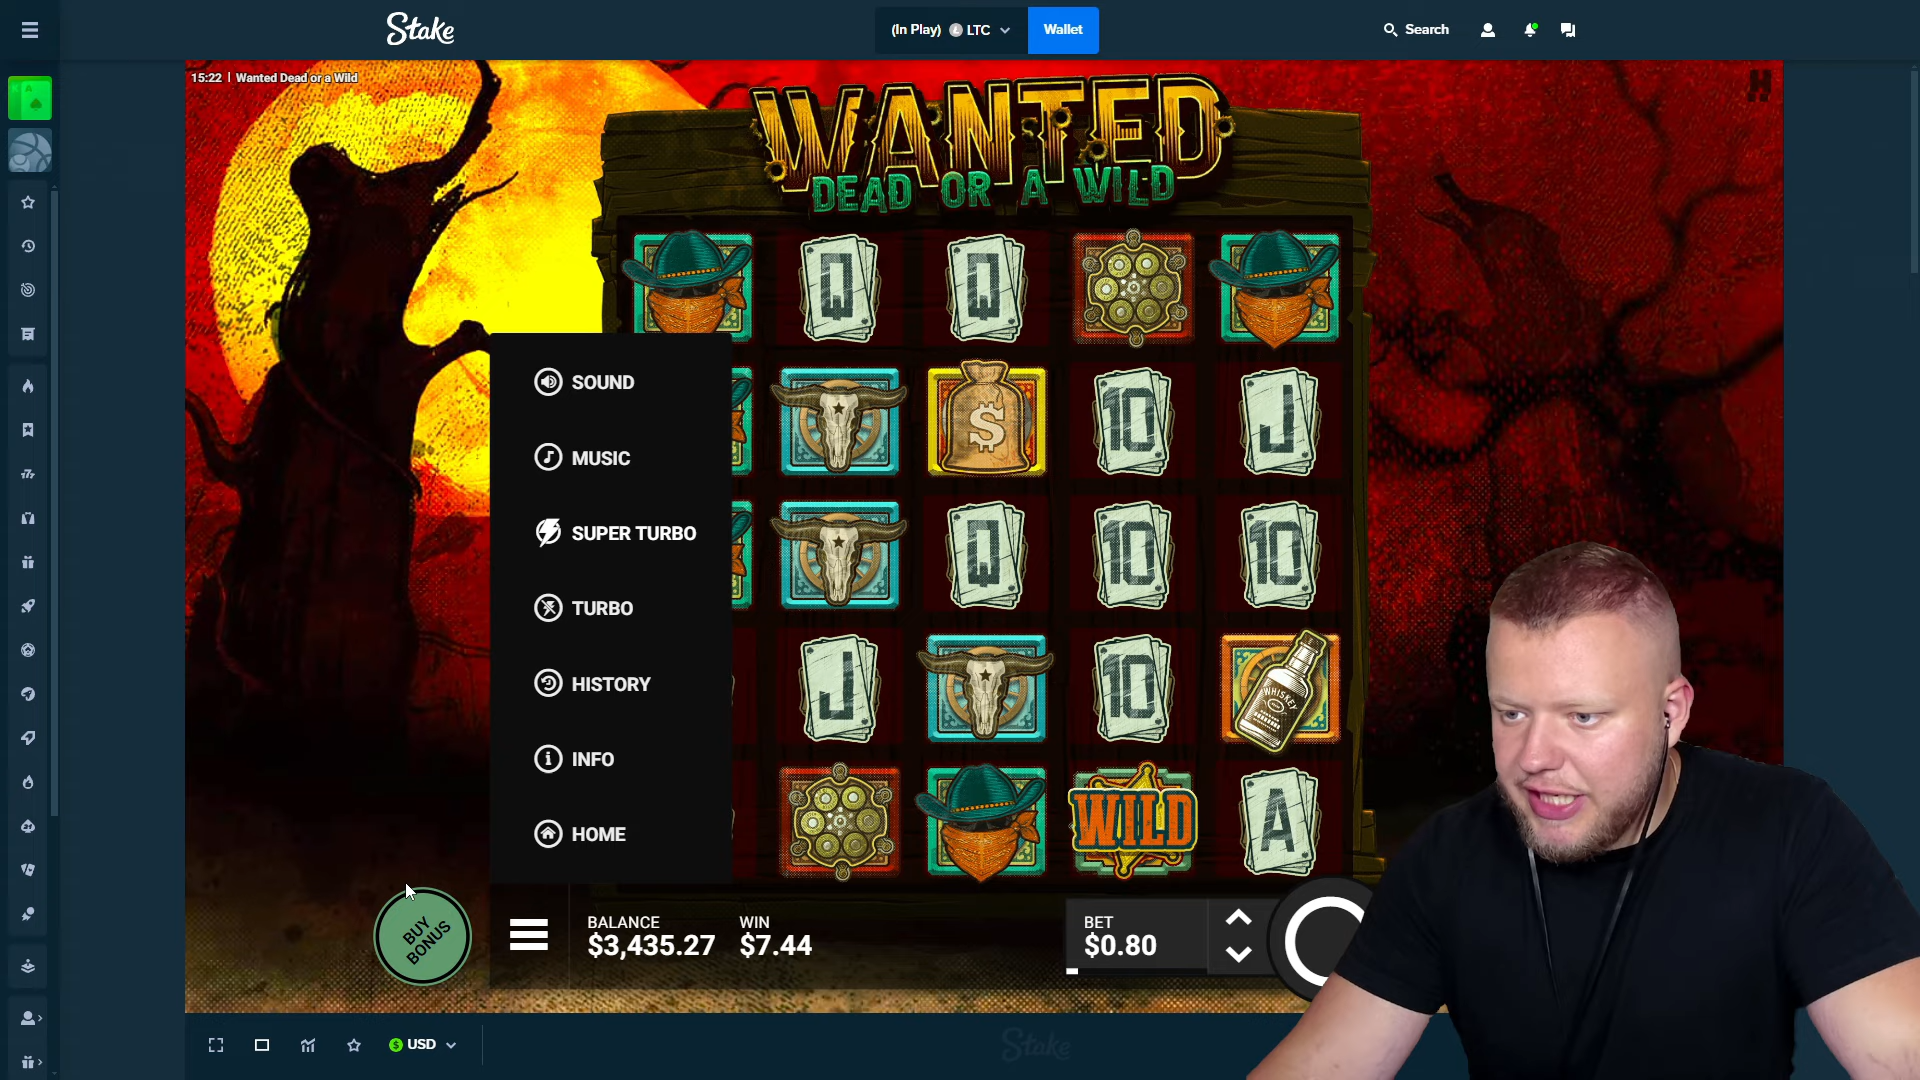 Stake
(In Play) LTC
Wallet
Search
15:22 | Wanted Dead or a Wild
WANTED
DEAD OR A WILD
Q
Q
$
10
J
Q
10
10
J
10
WHISKEY
WILD
A
SOUND
MUSIC
SUPER TURBO
TURBO
HISTORY
INFO
HOME
BUY
BONUS
BALANCE
$3,435.27
WIN
$7.44
BET
$0.80
USD
Stake